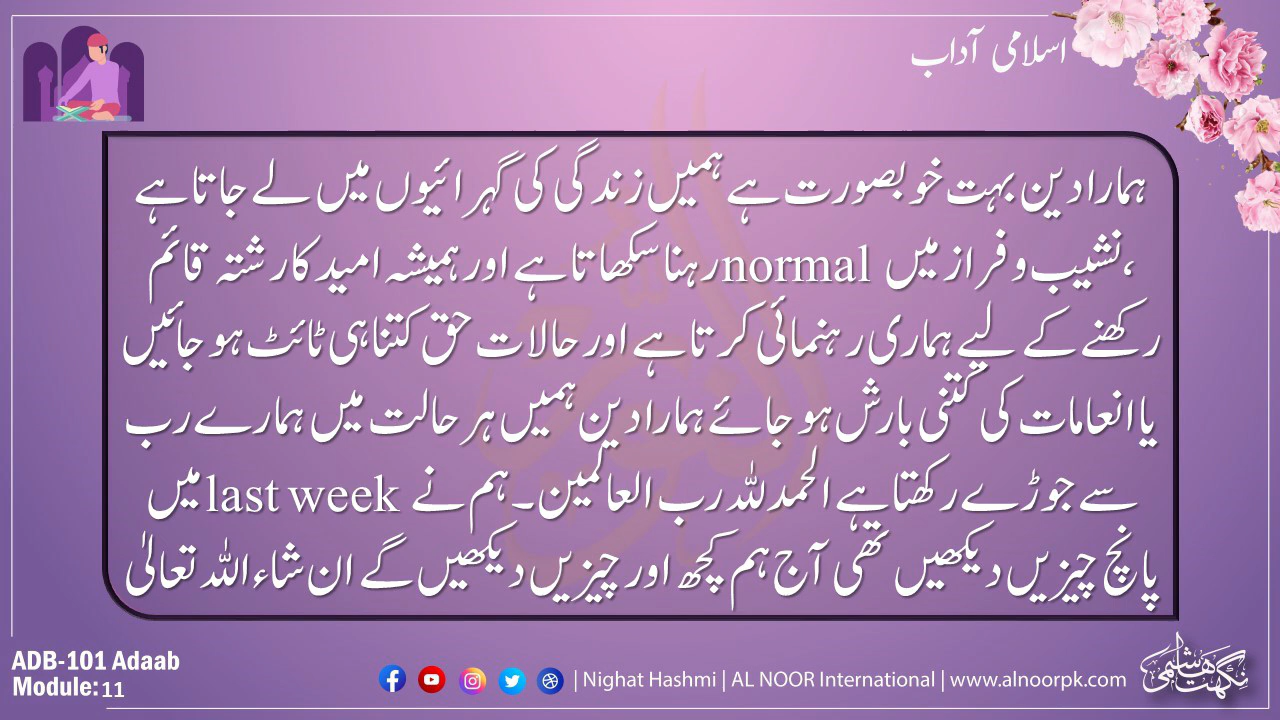 اسلامی آداب
ہمارا دین بہت خوبصورت ہے ہمیں زندگی کی گہرائیوں میں لے جاتا ہے
،نشیب و فراز میں normal رہنا سکھاتا ہے اور ہمیشہ امید کا رشتہ قائم
رکھنے کے لیے ہماری رہنمائی کرتا ہے اور حالات حق کتنا ہی ٹائٹ ہو جائیں
یا انعامات کی کتنی بارش ہو جائے ہمارا دین ہمیں ہر حالت میں ہمارے رب
سے جوڑے رکھتا ہے الحمدللہ رب العالمین۔ ہم نے last week میں
پانچ چیزیں دیکھیں تھی آج ہم کچھ اور چیزیں دیکھیں گے ان شاء اللہ تعالیٰ
ADB-101 Adaab
Module: 11
| Nighat Hashmi | AL NOOR International | www.alnoorpk.com
نگہت ہاشمی